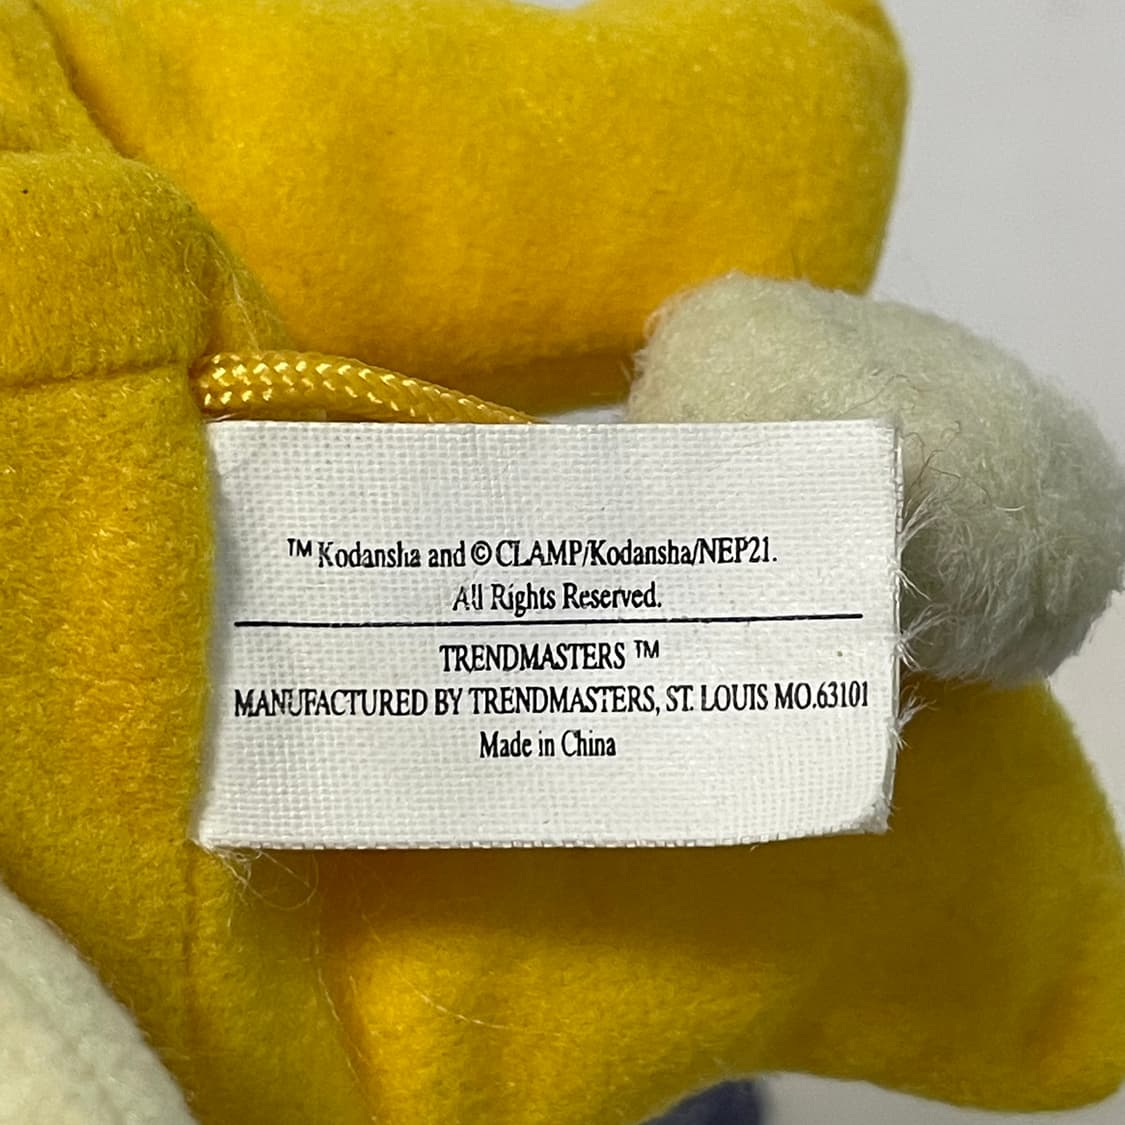 ™ Kodansha and © CLAMP/Kodansha/NEP21.
All Rights Reserved.
TRENDMASTERS ™
MANUFACTURED BY TRENDMASTERS, ST. LOUIS MO.63101
Made in China